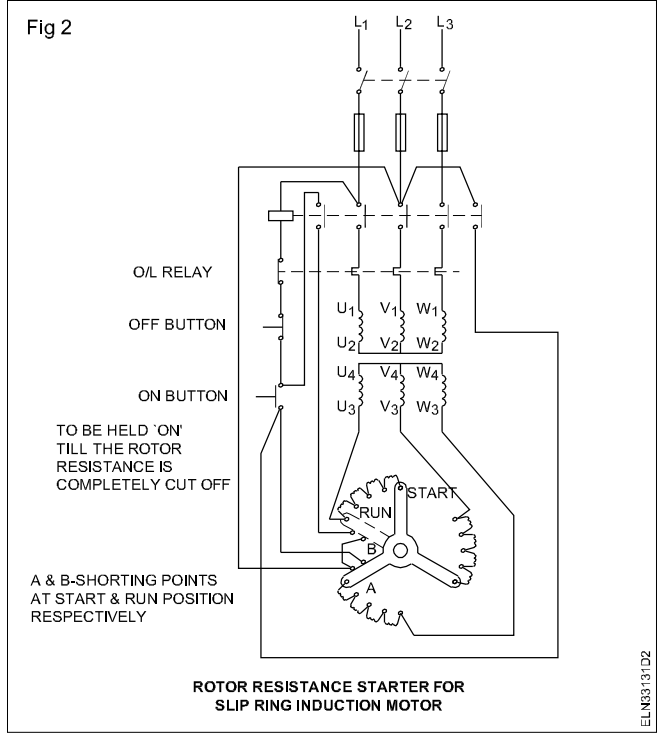 Fig 2
L1 L2 L3
O/L RELAY
OFF BUTTON
ON BUTTON
TO BE HELD `ON'
TILL THE ROTOR
RESISTANCE IS
COMPLETELY CUT OFF
A & B-SHORTING POINTS
AT START & RUN POSITION
RESPECTIVELY
U1 V1 W1
U2 V2 W2
U4 V4 W4
U3 V3 W3
START
RUN
B
A
ROTOR RESISTANCE STARTER FOR
SLIP RING INDUCTION MOTOR
ELN33131D2